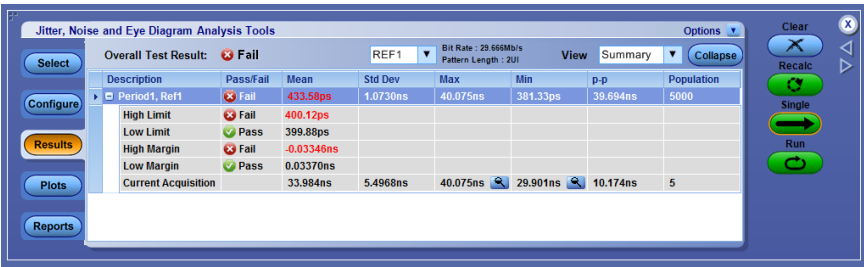 Jitter, Noise and Eye Diagram Analysis Tools
Options
Clear
Select
Overall Test Result: Fail
REF1
Bit Rate : 29.666Mb/s
Pattern Length : 2UI
View
Summary
Collapse
Recalc
Description Pass/Fail Mean Std Dev Max Min p-p Population
Configure
Period1, Ref1 Fail 433.58ps 1.0730ns 40.075ns 381.33ps 39.694ns 5000
Single
High Limit Fail 400.12ps
Low Limit Pass 399.88ps
Results
High Margin Fail -0.03346ns
Run
Low Margin Pass 0.03370ns
Plots
Current Acquisition 33.984ns 5.4968ns 40.075ns 29.901ns 10.174ns 5
Reports